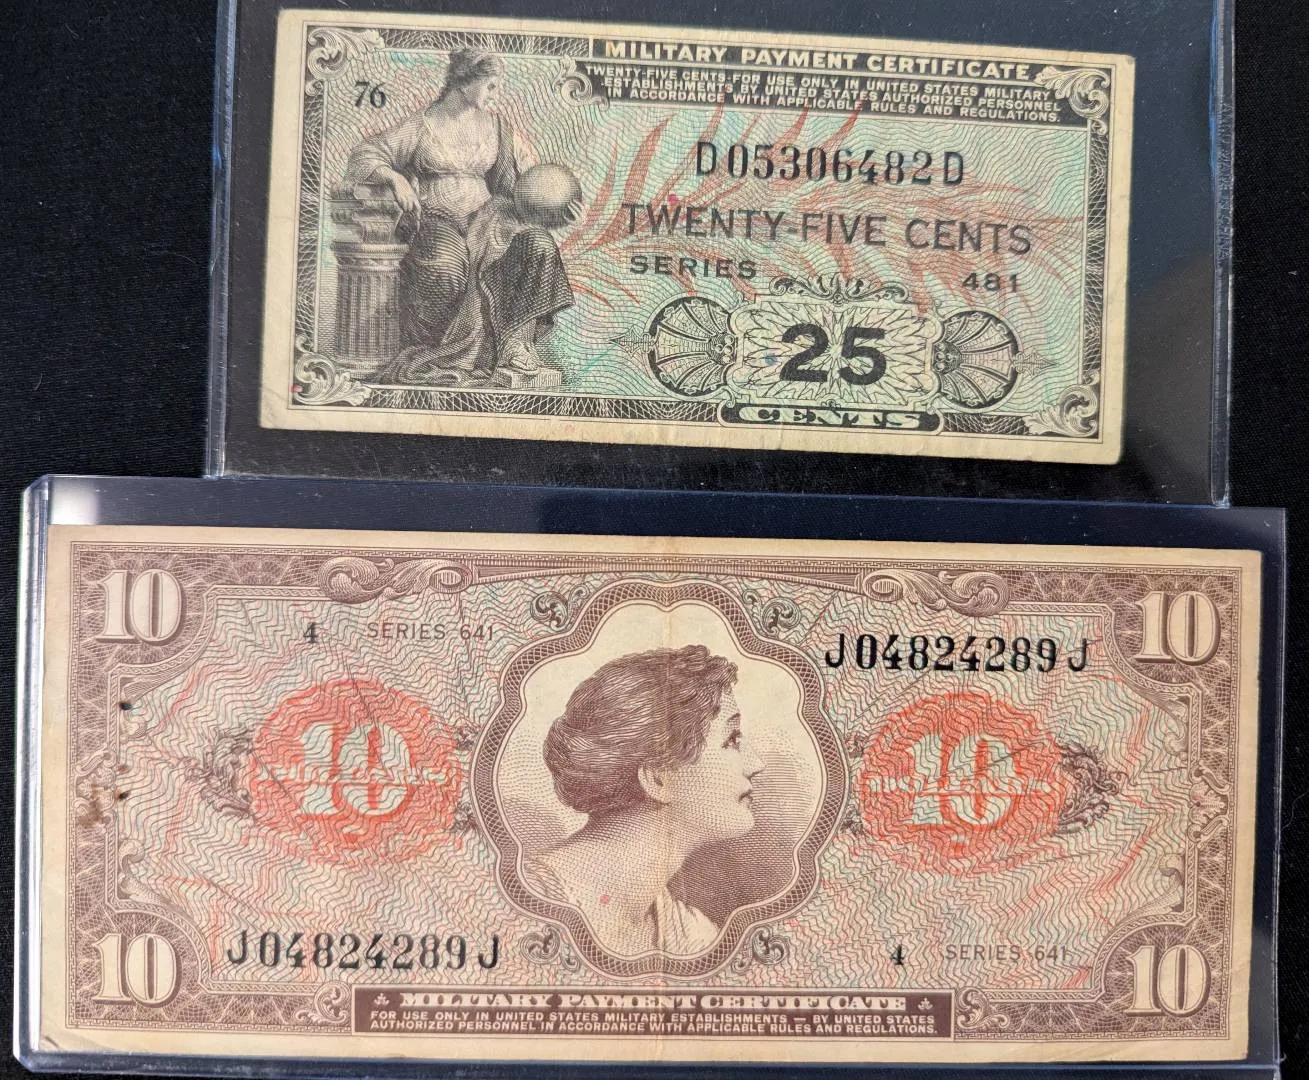 MILITARY PAYMENT CERTIFICATE
TWENTY-FIVE CENTS-FOR USE ONLY IN UNITED STATES MILITARY
ESTABLISHMENTS BY UNITED STATES AUTHORIZED PERSONNEL
IN ACCORDANCE WITH APPLICABLE RULES AND REGULATIONS.
76
D05306482D
TWENTY-FIVE CENTS
SERIES 481
25
CENTS
10 10
4 SERIES 641
J04824289J
10 10
J04824289J
4 SERIES 641
10 10
MILITARY PAYMENT CERTIFICATE
FOR USE ONLY IN UNITED STATES MILITARY ESTABLISHMENTS — BY UNITED STATES
AUTHORIZED PERSONNEL IN ACCORDANCE WITH APPLICABLE RULES AND REGULATIONS.